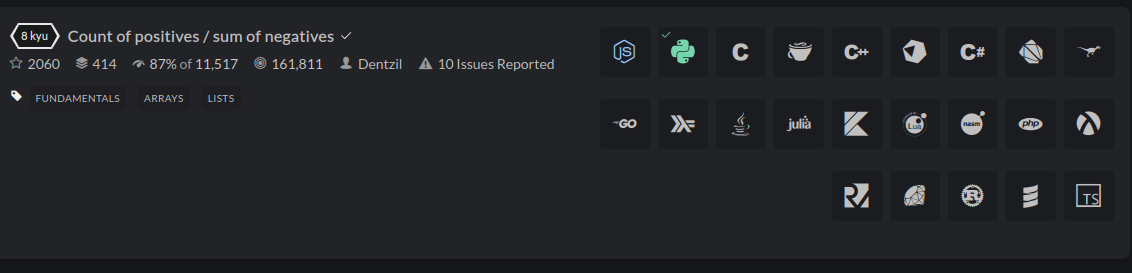 8 kyu Count of positives / sum of negatives
2060 414 87% of 11,517 161,811 Dentzil 10 Issues Reported
FUNDAMENTALS ARRAYS LISTS
JS C C++ C#
GO julia Lua nasm php
R TS